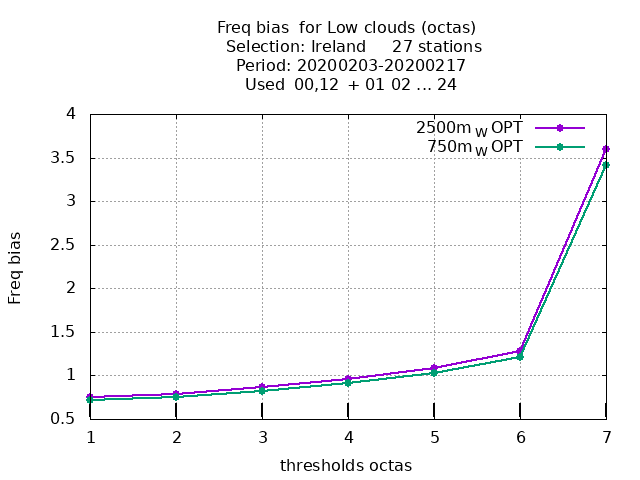 Freq bias  for Low clouds (octas)
Selection: Ireland     27 stations
Period: 20200203-20200217
Used  00,12  + 01 02 ... 24
2500m_W OPT
750m_W OPT
4
3.5
3
2.5
2
1.5
1
0.5
Freq bias
1 2 3 4 5 6 7
thresholds octas